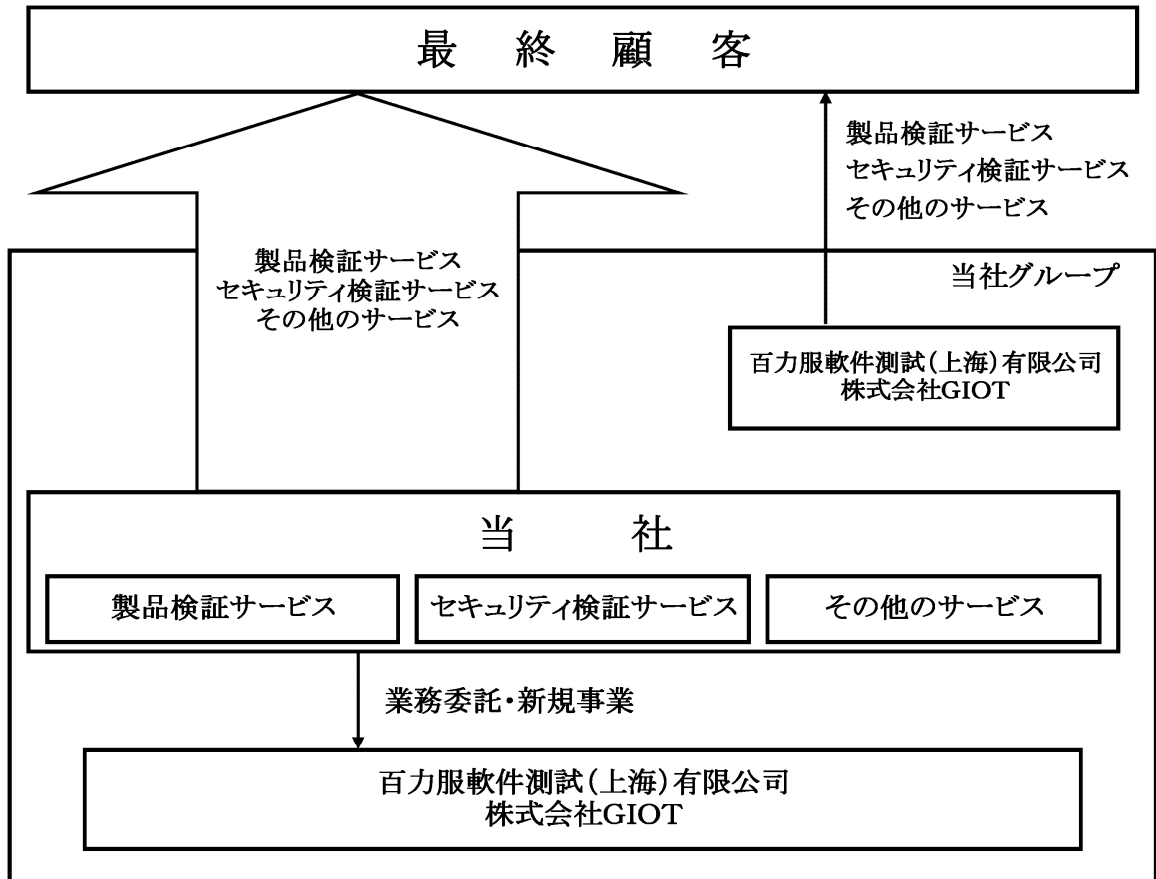 最終顧客
製品検証サービス
セキュリティ検証サービス
その他のサービス
製品検証サービス
セキュリティ検証サービス
その他のサービス
当社グループ
百力服軟件測試(上海)有限公司
株式会社GIOT
当社
製品検証サービス
セキュリティ検証サービス
その他のサービス
業務委託・新規事業
百力服軟件測試(上海)有限公司
株式会社GIOT